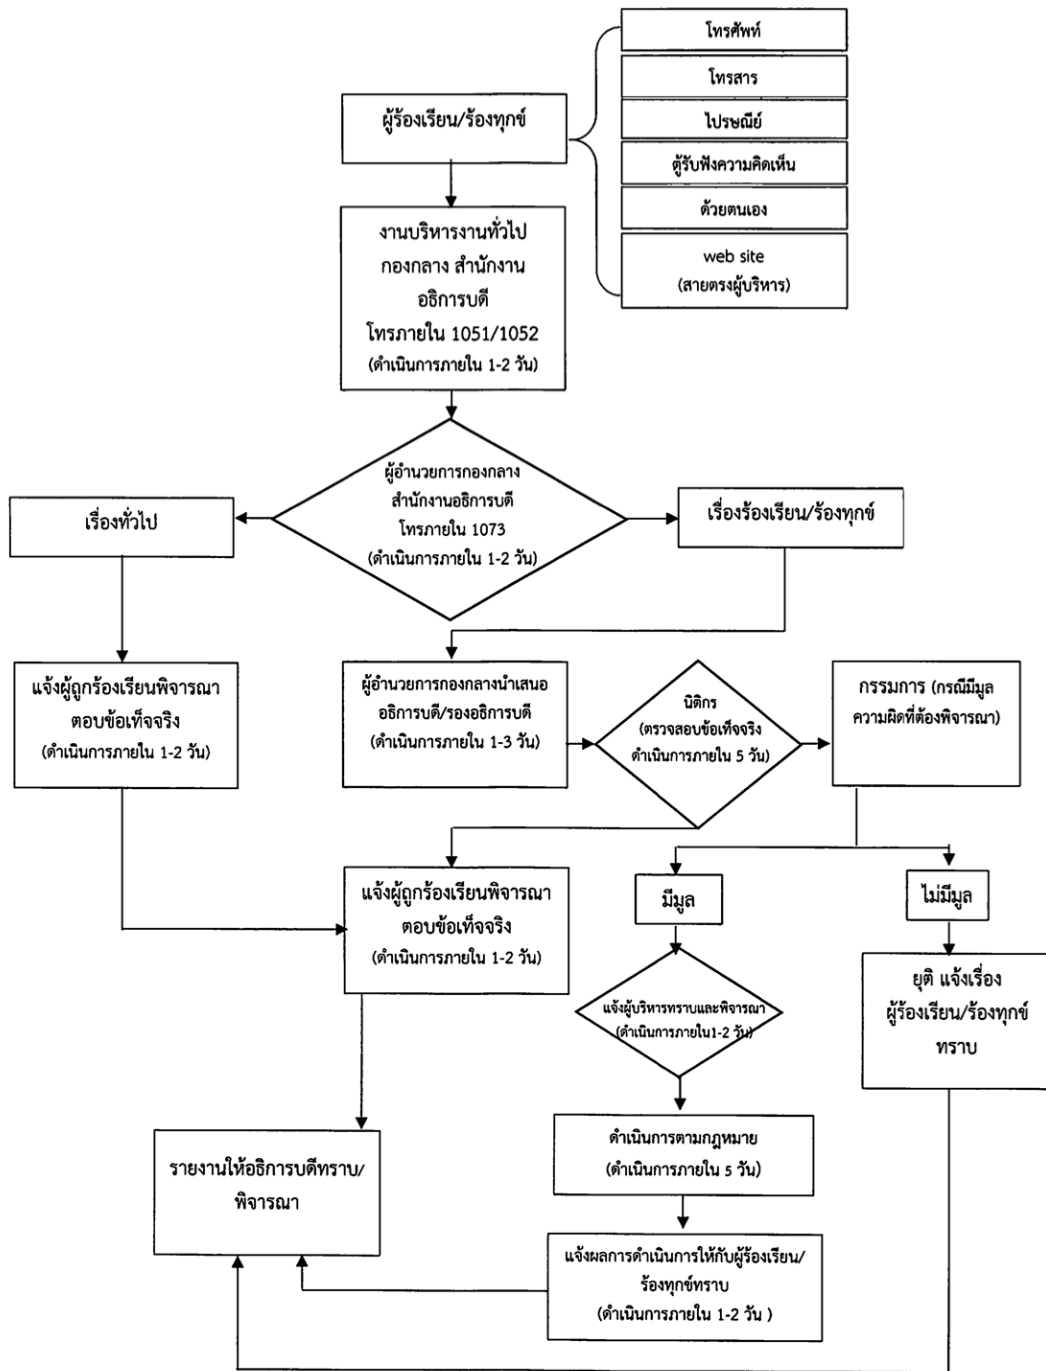 โทรศัพท์
โทรสาร
ไปรษณีย์
ตู้รับฟังความคิดเห็น
ด้วยตนเอง
web site
(สายตรงผู้บริหาร)
ผู้ร้องเรียน/ร้องทุกข์
งานบริหารงานทั่วไป
กองกลาง สำนักงาน
อธิการบดี
โทรภายใน 1051/1052
(ดำเนินการภายใน 1-2 วัน)
ผู้อำนวยการกองกลาง
สำนักงานอธิการบดี
โทรภายใน 1073
(ดำเนินการภายใน 1-2 วัน)
เรื่องทั่วไป
เรื่องร้องเรียน/ร้องทุกข์
แจ้งผู้ถูกร้องเรียนพิจารณา
ตอบข้อเท็จจริง
(ดำเนินการภายใน 1-2 วัน)
ผู้อำนวยการกองกลางนำเสนอ
อธิการบดี/รองอธิการบดี
(ดำเนินการภายใน 1-3 วัน)
นิติกร
(ตรวจสอบข้อเท็จจริง
ดำเนินการภายใน 5 วัน)
กรรมการ (กรณีมีมูล
ความผิดที่ต้องพิจารณา)
แจ้งผู้ถูกร้องเรียนพิจารณา
ตอบข้อเท็จจริง
(ดำเนินการภายใน 1-2 วัน)
มีมูล
ไม่มีมูล
แจ้งผู้บริหารทราบและพิจารณา
(ดำเนินการภายใน1-2 วัน)
ยุติ แจ้งเรื่อง
ผู้ร้องเรียน/ร้องทุกข์
ทราบ
ดำเนินการตามกฎหมาย
(ดำเนินการภายใน 5 วัน)
รายงานให้อธิการบดีทราบ/
พิจารณา
แจ้งผลการดำเนินการให้กับผู้ร้องเรียน/
ร้องทุกข์ทราบ
(ดำเนินการภายใน 1-2 วัน )